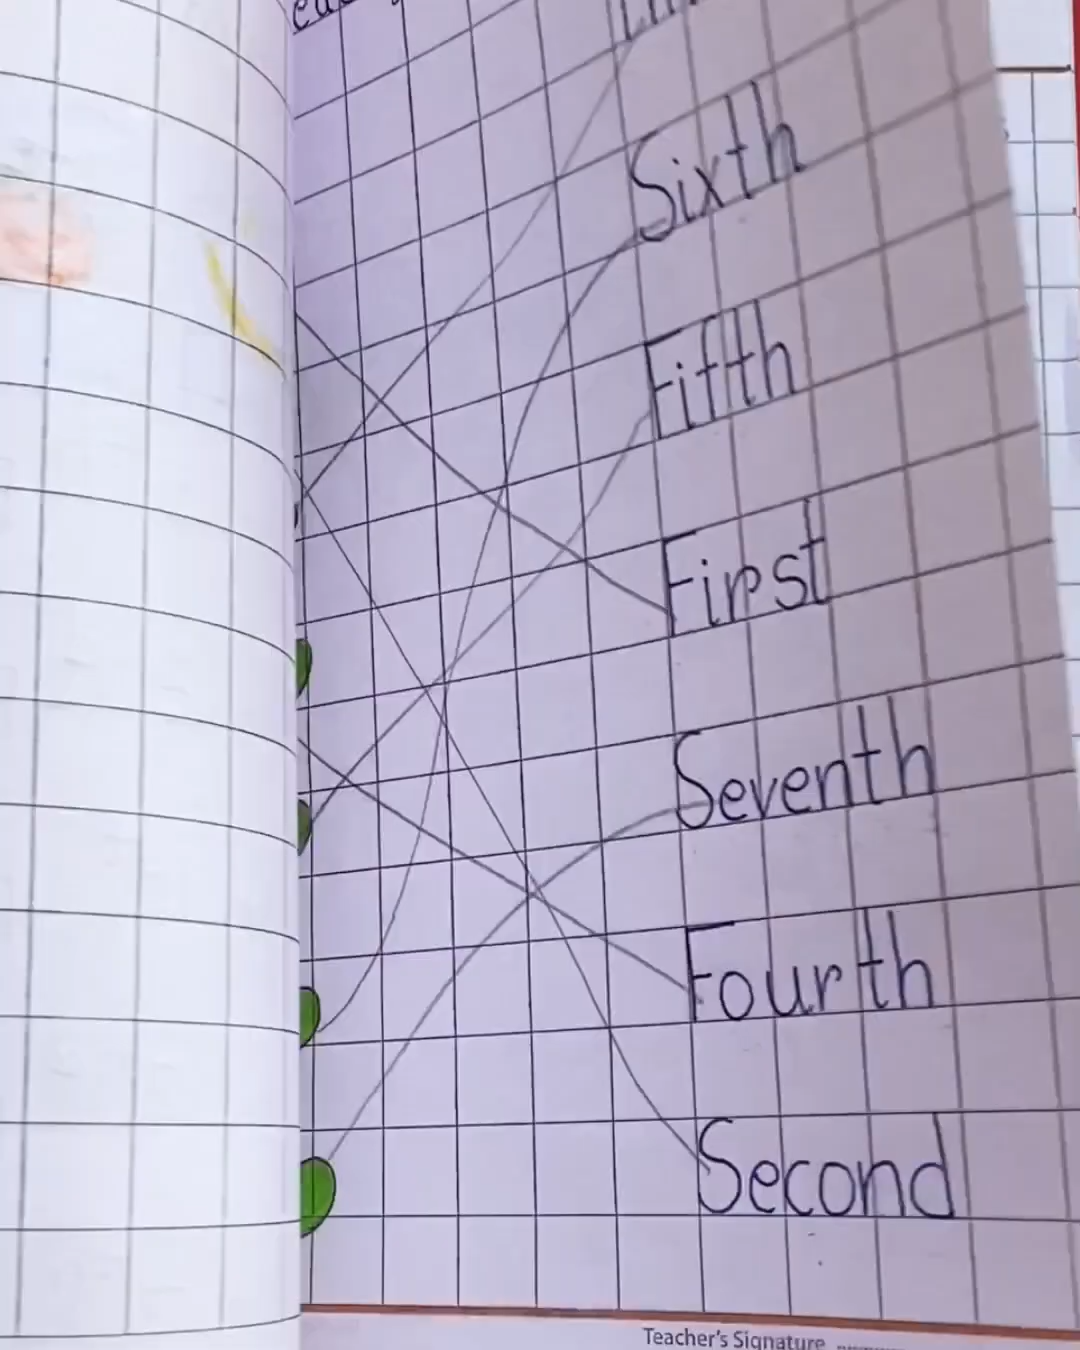 Sixth
Fifth
First
Seventh
Fourth
Second
Teacher's Signature